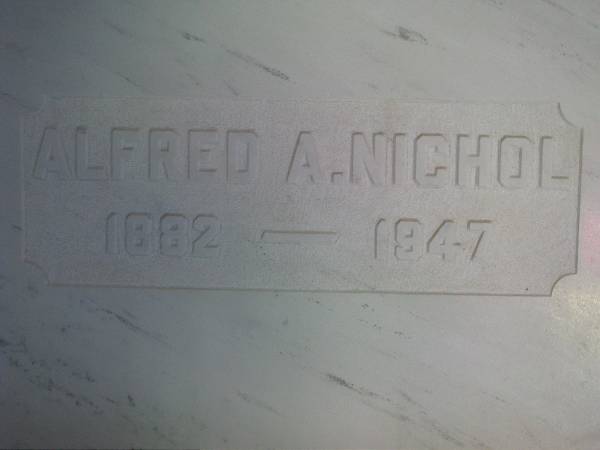 ALFRED A. NICHOL
1882 — 1947